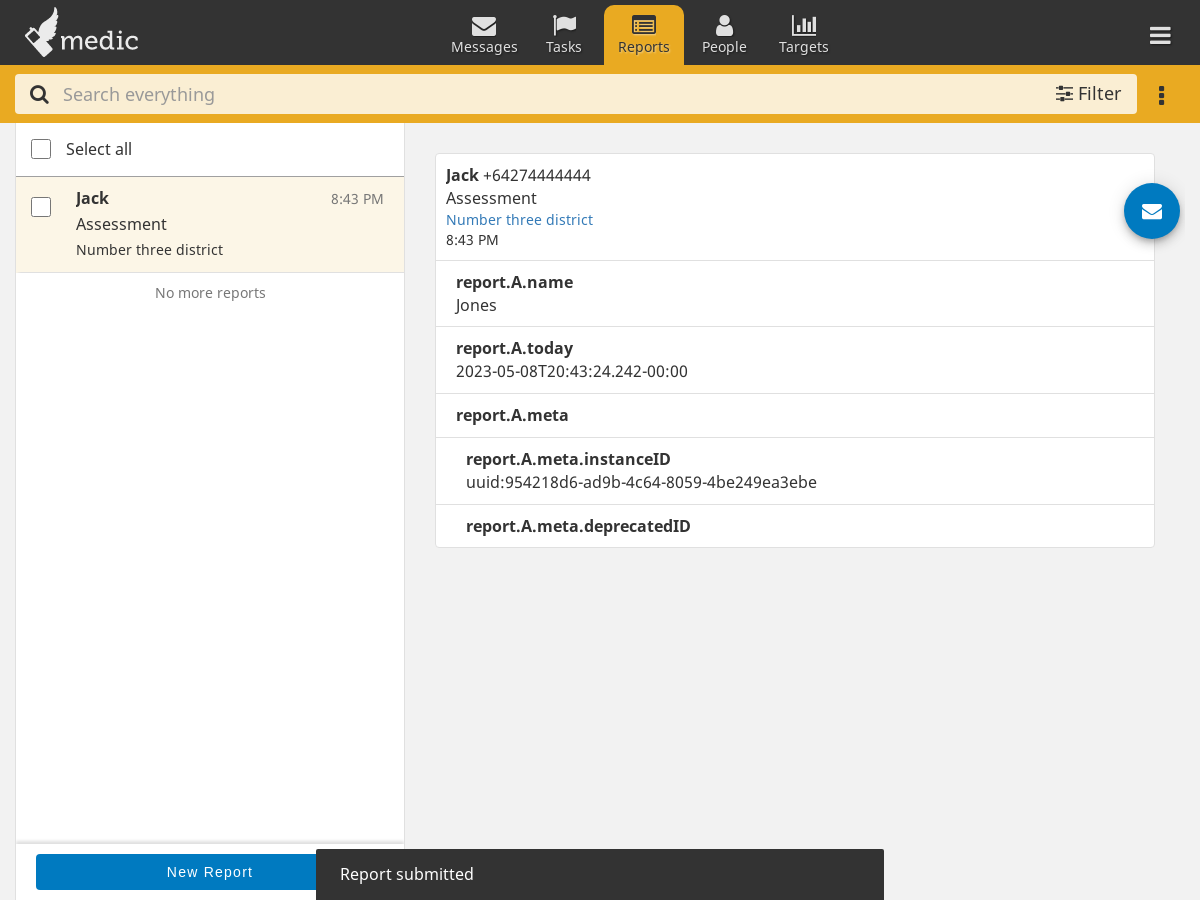 medic
Messages
Tasks
Reports
People
Targets
Search everything
Filter
Select all
Jack
8:43 PM
Assessment
Number three district
No more reports
New Report
Jack +64274444444
Assessment
Number three district
8:43 PM
report.A.name
Jones
report.A.today
2023-05-08T20:43:24.242-00:00
report.A.meta
report.A.meta.instanceID
uuid:954218d6-ad9b-4c64-8059-4be249ea3ebe
report.A.meta.deprecatedID
Report submitted